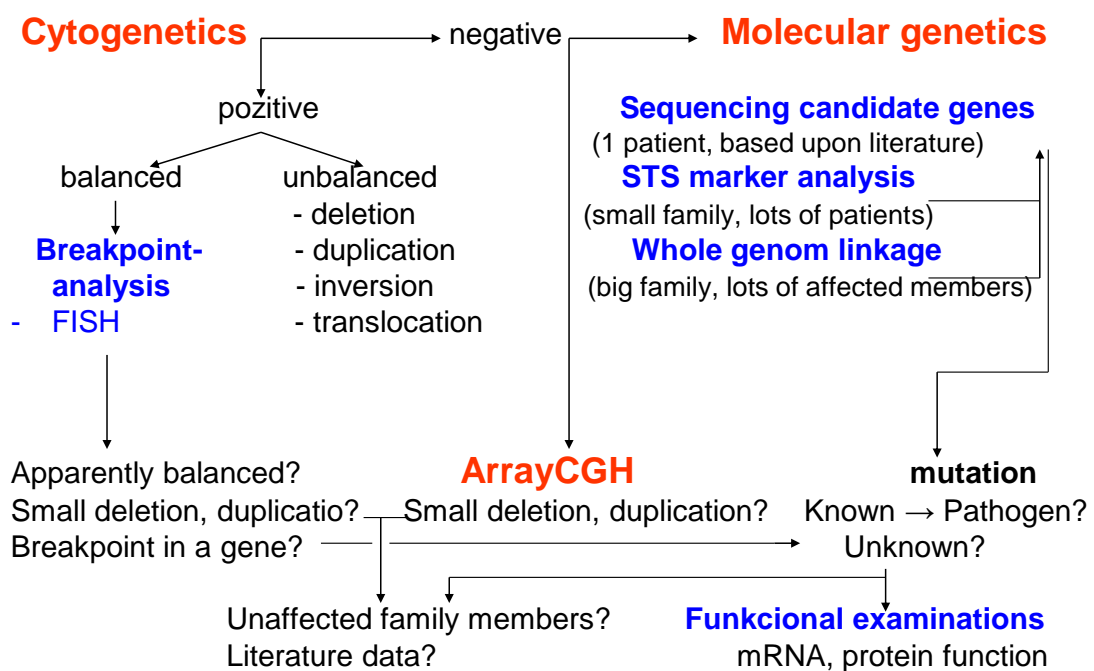 Cytogenetics
negative
Molecular genetics
pozitive
balanced
unbalanced
- deletion
- duplication
- inversion
- translocation
Breakpoint-
analysis
- FISH
Sequencing candidate genes
(1 patient, based upon literature)
STS marker analysis
(small family, lots of patients)
Whole genom linkage
(big family, lots of affected members)
Apparently balanced?
Small deletion, duplicatio?
Breakpoint in a gene?
ArrayCGH
Small deletion, duplication?
mutation
Known → Pathogen?
Unknown?
Unaffected family members?
Literature data?
Funkcional examinations
mRNA, protein function